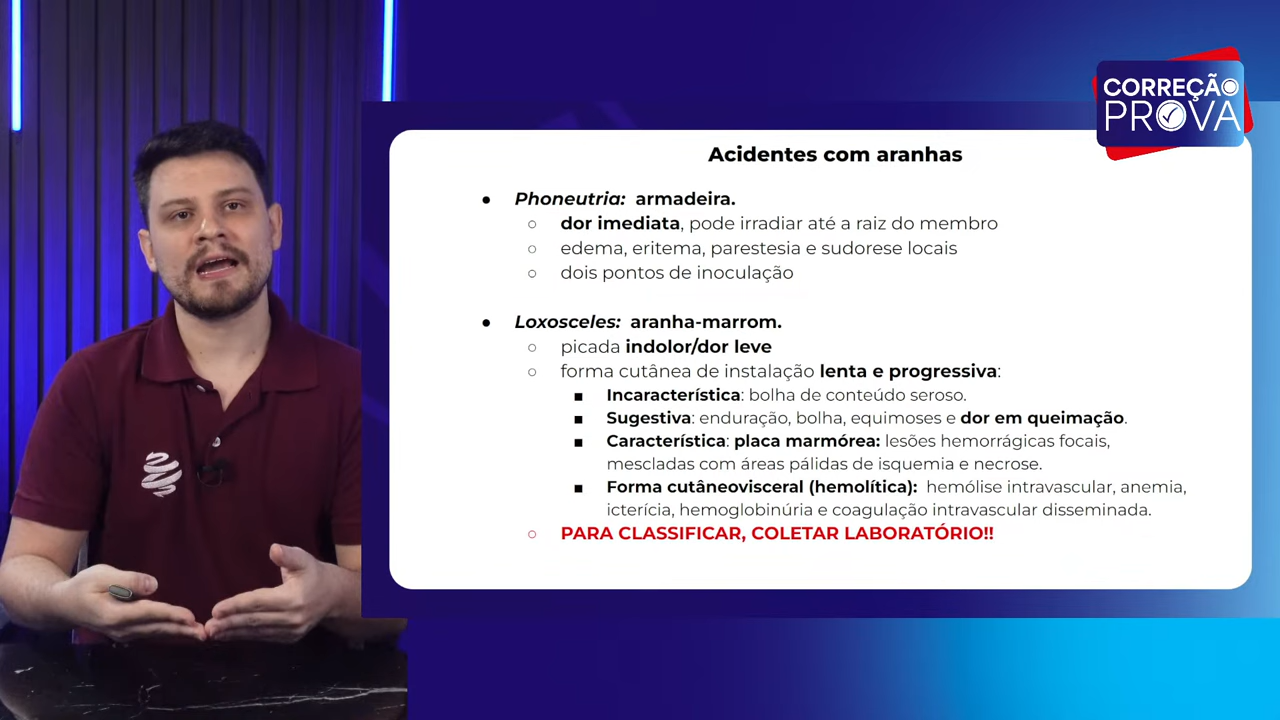 CORREÇÃO
PROVA
Acidentes com aranhas
● Phoneutria: armadeira.
○ dor imediata, pode irradiar até a raiz do membro
○ edema, eritema, parestesia e sudorese locais
○ dois pontos de inoculação
● Loxosceles: aranha-marrom.
○ picada indolor/dor leve
○ forma cutânea de instalação lenta e progressiva:
■ Incaracterística: bolha de conteúdo seroso.
■ Sugestiva: enduração, bolha, equimoses e dor em queimação.
■ Característica: placa marmórea: lesões hemorrágicas focais,
mescladas com áreas pálidas de isquemia e necrose.
■ Forma cutâneovisceral (hemolítica): hemólise intravascular, anemia,
icterícia, hemoglobinúria e coagulação intravascular disseminada.
○ PARA CLASSIFICAR, COLETAR LABORATÓRIO!!